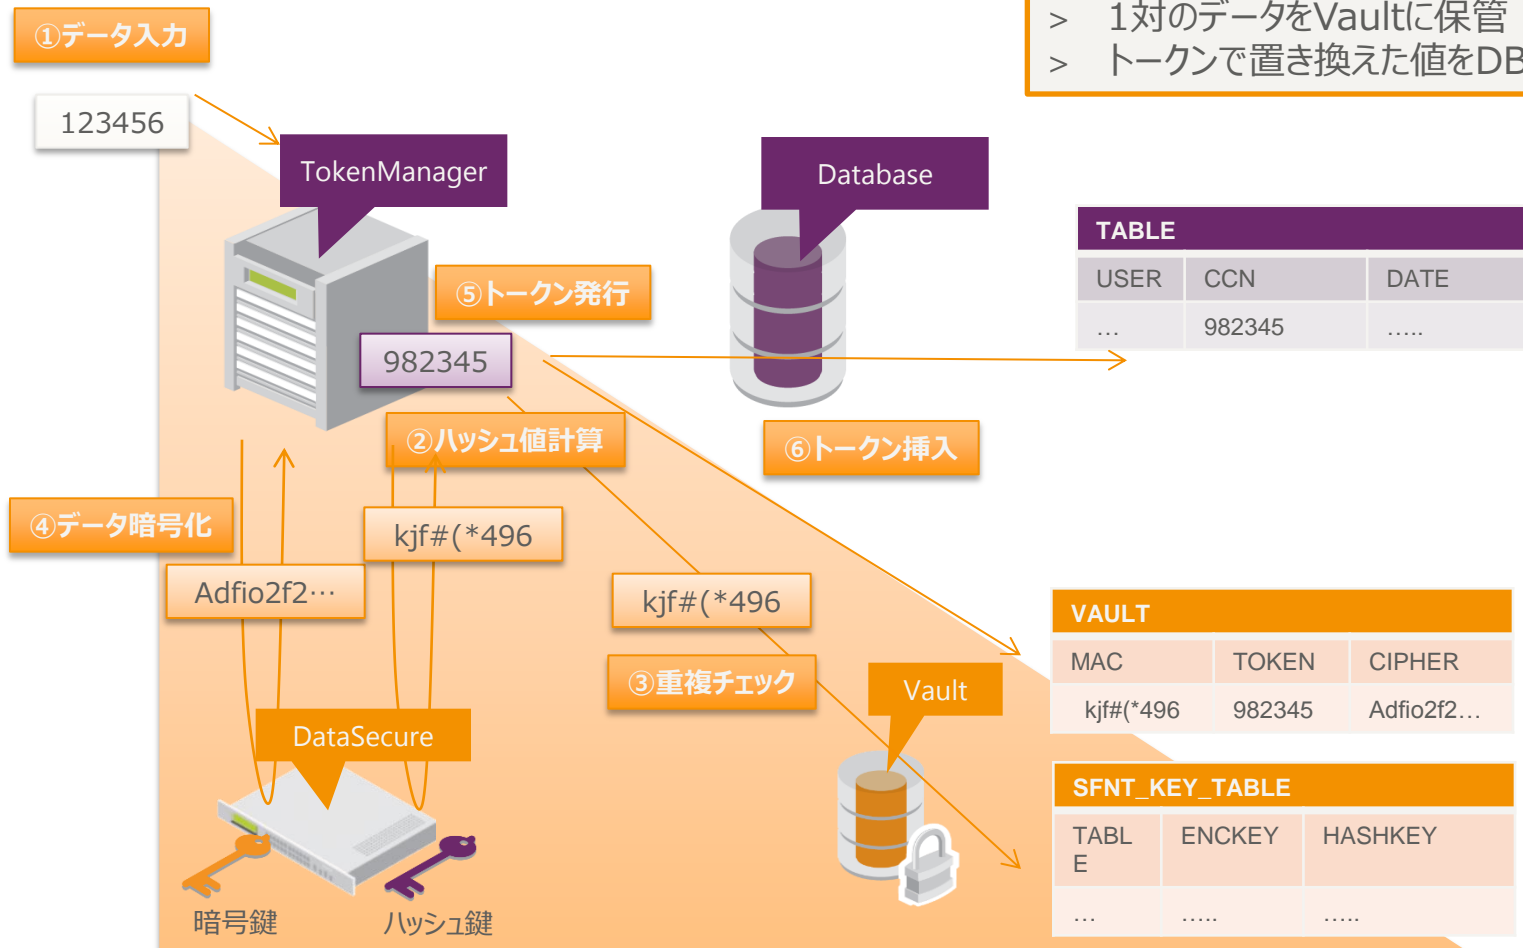 > 1対のデータをVaultに保管
> トークンで置き換えた値をDB
①データ入力
123456
TokenManager
Database
TABLE
USER CCN DATE
… 982345 …..
⑤トークン発行
982345
②ハッシュ値計算
⑥トークン挿入
④データ暗号化
kjf#(*496
Adfio2f2…
kjf#(*496
③重複チェック
Vault
VAULT
MAC TOKEN CIPHER
kjf#(*496 982345 Adfio2f2…
DataSecure
SFNT_KEY_TABLE
TABL ENCKEY HASHKEY
E
… ….. …..
暗号鍵 ハッシュ鍵